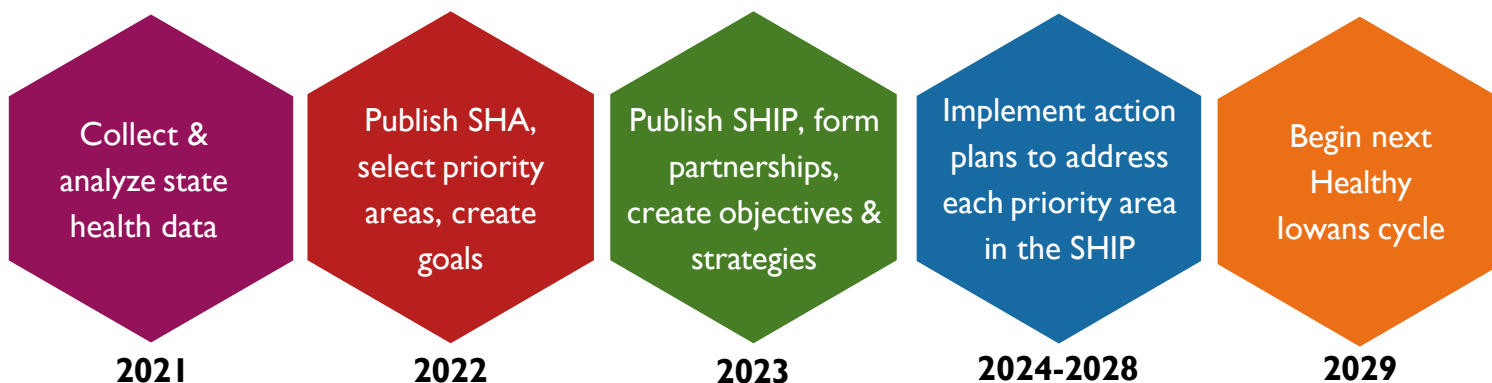 Collect &
analyze state
health data
2021
Publish SHA,
select priority
areas, create
goals
2022
Publish SHIP, form
partnerships,
create objectives &
strategies
2023
Implement action
plans to address
each priority area
in the SHIP
2024-2028
Begin next
Healthy
Iowans cycle
2029